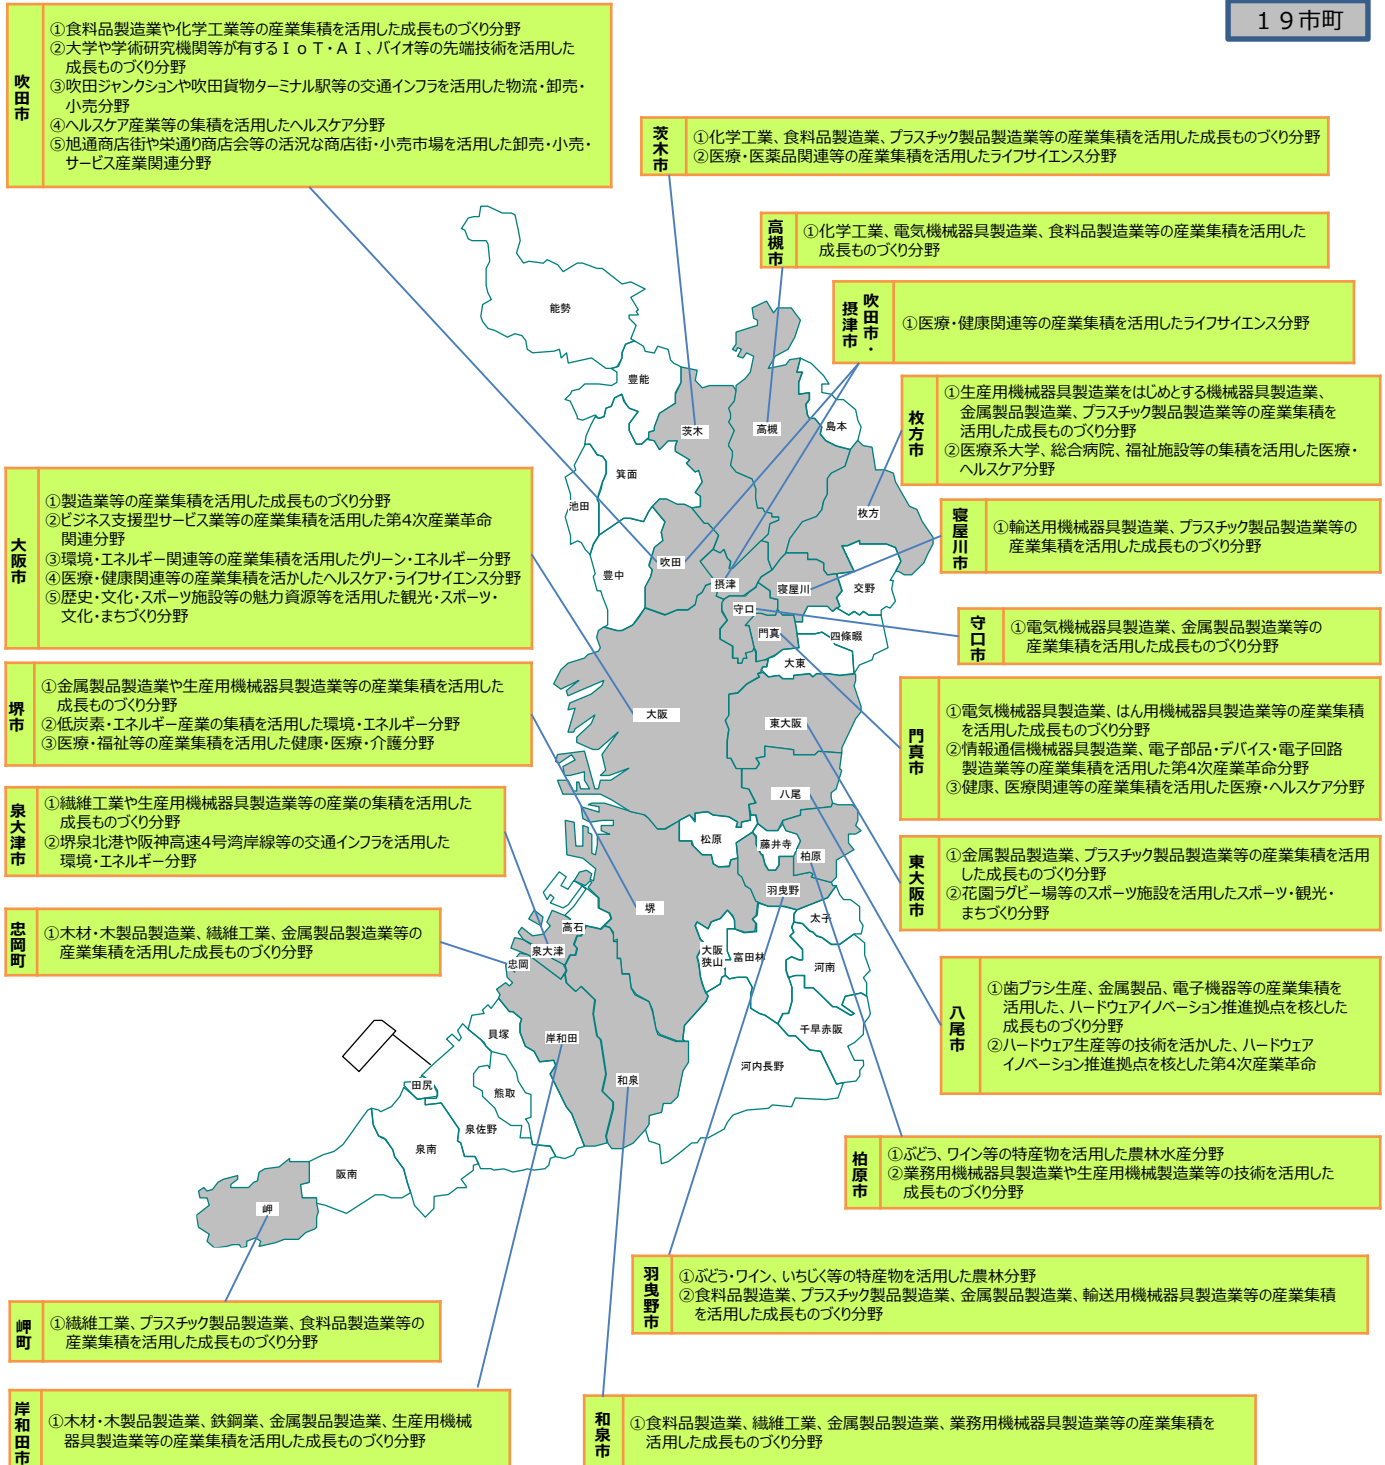 19市町
吹田市
①食料品製造業や化学工業等の産業集積を活用した成長ものづくり分野
②大学や学術研究機関等が有するIoT・AI、バイオ等の先端技術を活用した
成長ものづくり分野
③吹田ジャンクションや吹田貨物ターミナル駅等の交通インフラを活用した物流・卸売・
小売分野
④ヘルスケア産業等の集積を活用したヘルスケア分野
⑤旭通商店街や栄通り商店会等の活況な商店街・小売市場を活用した卸売・小売・
サービス産業関連分野
茨木市
①化学工業、食料品製造業、プラスチック製品製造業等の産業集積を活用した成長ものづくり分野
②医療・医薬品関連等の産業集積を活用したライフサイエンス分野
高槻市
①化学工業、電気機械器具製造業、食料品製造業等の産業集積を活用した
成長ものづくり分野
吹田市・
摂津市
①医療・健康関連等の産業集積を活用したライフサイエンス分野
枚方市
①生産用機械器具製造業をはじめとする機械器具製造業、
金属製品製造業、プラスチック製品製造業等の産業集積を
活用した成長ものづくり分野
②医療系大学、総合病院、福祉施設等の集積を活用した医療・
ヘルスケア分野
寝屋川市
①輸送用機械器具製造業、プラスチック製品製造業等の
産業集積を活用した成長ものづくり分野
守口市
①電気機械器具製造業、金属製品製造業等の
産業集積を活用した成長ものづくり分野
門真市
①電気機械器具製造業、はん用機械器具製造業等の産業集積
を活用した成長ものづくり分野
②情報通信機械器具製造業、電子部品・デバイス・電子回路
製造業等の産業集積を活用した第4次産業革命分野
③健康、医療関連等の産業集積を活用した医療・ヘルスケア分野
東大阪市
①金属製品製造業、プラスチック製品製造業等の産業集積を活用
した成長ものづくり分野
②花園ラグビー場等のスポーツ施設を活用したスポーツ・観光・
まちづくり分野
八尾市
①歯ブラシ生産、金属製品、電子機器等の産業集積を
活用した、ハードウェアイノベーション推進拠点を核とした
成長ものづくり分野
②ハードウェア生産等の技術を活かした、ハードウェア
イノベーション推進拠点を核とした第4次産業革命
柏原市
①ぶどう、ワイン等の特産物を活用した農林水産分野
②業務用機械器具製造業や生産用機械製造業等の技術を活用した
成長ものづくり分野
羽曳野市
①ぶどう・ワイン、いちじく等の特産物を活用した農林分野
②食料品製造業、プラスチック製品製造業、金属製品製造業、輸送用機械器具製造業等の産業集積
を活用した成長ものづくり分野
和泉市
①食料品製造業、繊維工業、金属製品製造業、業務用機械器具製造業等の産業集積を
活用した成長ものづくり分野
大阪市
①製造業等の産業集積を活用した成長ものづくり分野
②ビジネス支援型サービス業等の産業集積を活用した第4次産業革命
関連分野
③環境・エネルギー関連等の産業集積を活用したグリーン・エネルギー分野
④医療・健康関連等の産業集積を活かしたヘルスケア・ライフサイエンス分野
⑤歴史・文化・スポーツ施設等の魅力資源等を活用した観光・スポーツ・
文化・まちづくり分野
堺市
①金属製品製造業や生産用機械器具製造業等の産業集積を活用した
成長ものづくり分野
②低炭素・エネルギー産業の集積を活用した環境・エネルギー分野
③医療・福祉等の産業集積を活用した健康・医療・介護分野
泉大津市
①繊維工業や生産用機械器具製造業等の産業の集積を活用した
成長ものづくり分野
②堺泉北港や阪神高速4号湾岸線等の交通インフラを活用した
環境・エネルギー分野
忠岡町
①木材・木製品製造業、繊維工業、金属製品製造業等の
産業集積を活用した成長ものづくり分野
岬町
①繊維工業、プラスチック製品製造業、食料品製造業等の
産業集積を活用した成長ものづくり分野
岸和田市
①木材・木製品製造業、鉄鋼業、金属製品製造業、生産用機械
器具製造業等の産業集積を活用した成長ものづくり分野
能勢
豊能
茨木
高槻
島本
箕面
池田
枚方
豊中
吹田
摂津
寝屋川
交野
守口
門真
四條畷
大東
大阪
東大阪
八尾
松原
藤井寺
柏原
羽曳野
堺
太子
高石
泉大津
忠岡
大阪
狭山
富田林
河南
千早赤阪
貝塚
岸和田
河内長野
和泉
田尻
熊取
泉佐野
泉南
阪南
岬